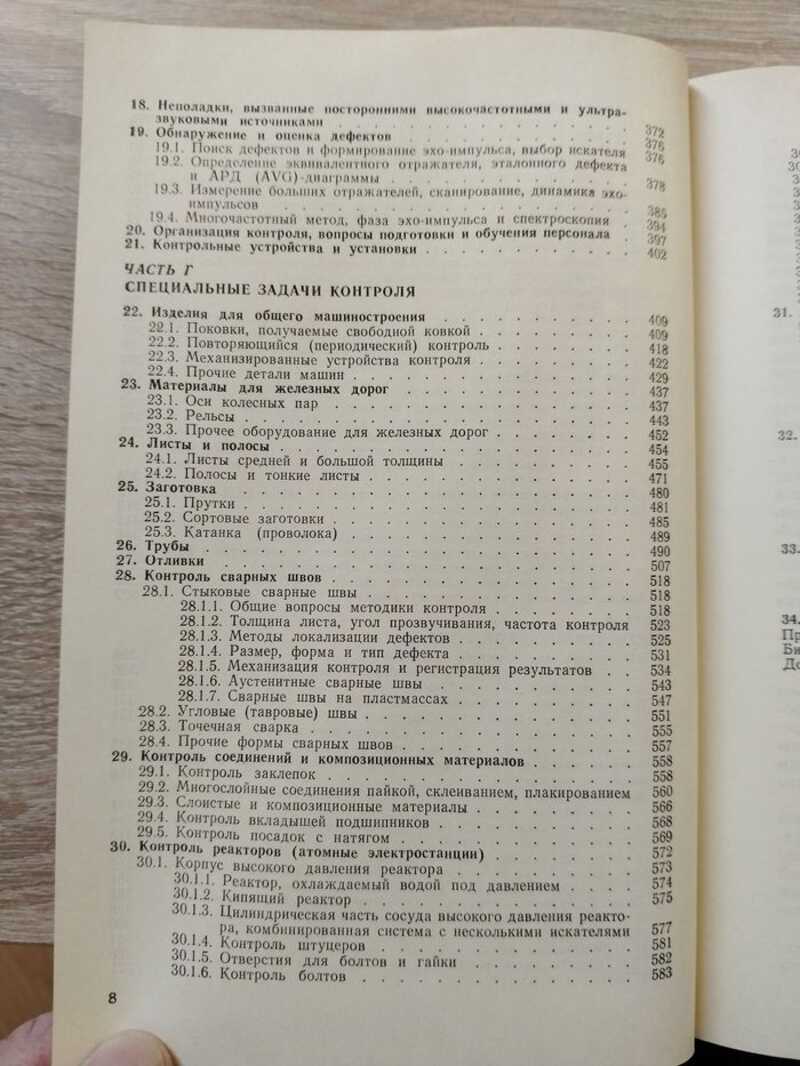 18. Неполадки, вызванные посторонними высокочастотными и ультра-
звуковыми источниками . . . . . . . . . . . . 372
19. Обнаружение и оценка дефектов . . . . . . . . . . 376
19.1. Поиск дефектов и формирование эхо-импульса, выбор искателя 376
19.2. Определение эквивалентного отражателя, эталонного дефекта
и АРД (AVG)-диаграммы . . . . . . . . . . 378
19.3. Измерение больших отражателей, сканирование, динамика эхо-
импульсов . . . . . . . . . . . . 385
19.4. Многочастотный метод, фаза эхо-импульса и спектроскопия . 394
20. Организация контроля, вопросы подготовки и обучения персонала . 397
21. Контрольные устройства и установки . . . . . . . . . . 402
ЧАСТЬ Г
СПЕЦИАЛЬНЫЕ ЗАДАЧИ КОНТРОЛЯ
22. Изделия для общего машиностроения . . . . . . . . 409
22.1. Поковки, получаемые свободной ковкой . . . . . . . . 409
22.2. Повторяющийся (периодический) контроль . . . . . . . 418
22.3. Механизированные устройства контроля . . . . . . . . 422
22.4. Прочие детали машин . . . . . . . . . . . . 429
23. Материалы для железных дорог . . . . . . . . . . 437
23.1. Оси колесных пар . . . . . . . . . . . . 437
23.2. Рельсы . . . . . . . . . . . . . . . 443
23.3. Прочее оборудование для железных дорог . . . . . . . 452
24. Листы и полосы . . . . . . . . . . . . . . 454
24.1. Листы средней и большой толщины . . . . . . . . 455
24.2. Полосы и тонкие листы . . . . . . . . . . . 471
25. Заготовка . . . . . . . . . . . . . . . . 480
25.1. Прутки . . . . . . . . . . . . . . . 481
25.2. Сортовые заготовки . . . . . . . . . . . . 485
25.3. Катанка (проволока) . . . . . . . . . . . . 489
26. Трубы . . . . . . . . . . . . . . . . . 490
27. Отливки . . . . . . . . . . . . . . . . 507
28. Контроль сварных швов . . . . . . . . . . . . 518
28.1. Стыковые сварные швы . . . . . . . . . . . 518
28.1.1. Общие вопросы методики контроля . . . . . . . 518
28.1.2. Толщина листа, угол прозвучивания, частота контроля 523
28.1.3. Методы локализации дефектов . . . . . . . . 525
28.1.4. Размер, форма и тип дефекта . . . . . . . . 531
28.1.5. Механизация контроля и регистрация результатов . . 534
28.1.6. Аустенитные сварные швы . . . . . . . . . 543
28.1.7. Сварные швы на пластмассах . . . . . . . . 547
28.2. Угловые (тавровые) швы . . . . . . . . . . . 551
28.3. Точечная сварка . . . . . . . . . . . . . 555
28.4. Прочие формы сварных швов . . . . . . . . . . 557
29. Контроль соединений и композиционных материалов . . . . . 558
29.1. Контроль заклепок . . . . . . . . . . . . 558
29.2. Многослойные соединения пайкой, склеиванием, плакированием 560
29.3. Слоистые и композиционные материалы . . . . . . . 566
29.4. Контроль вкладышей подшипников . . . . . . . . 568
29.5. Контроль посадок с натягом . . . . . . . . . . 569
30. Контроль реакторов (атомные электростанции) . . . . . . 572
30.1. Корпус высокого давления реактора . . . . . . . . 573
30.1.1. Реактор, охлаждаемый водой под давлением . . . . 574
30.1.2. Кипящий реактор . . . . . . . . . . . 575
30.1.3. Цилиндрическая часть сосуда высокого давления реакто-
ра, комбинированная система с несколькими искателями 577
30.1.4. Контроль штуцеров . . . . . . . . . . . 581
30.1.5. Отверстия для болтов и гайки . . . . . . . . 582
30.1.6. Контроль болтов . . . . . . . . . . . . 583
8
31.
32.
33.
34.